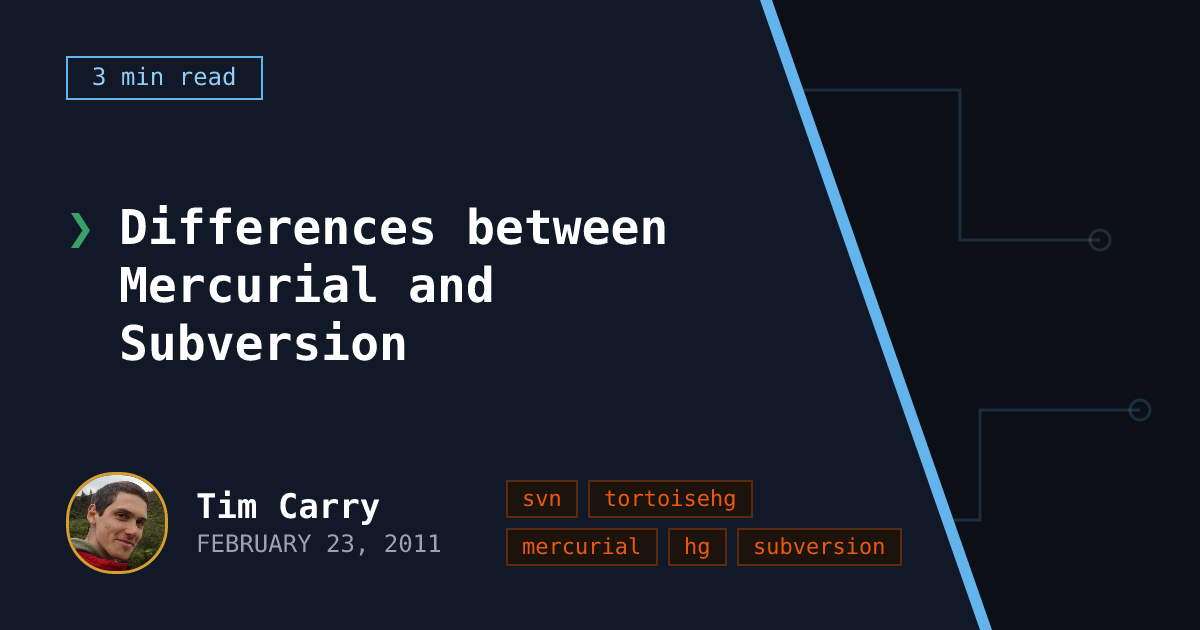 3 min read
❯ Differences between
Mercurial and
Subversion
Tim Carry
FEBRUARY 23, 2011
svn tortoisehg
mercurial hg subversion